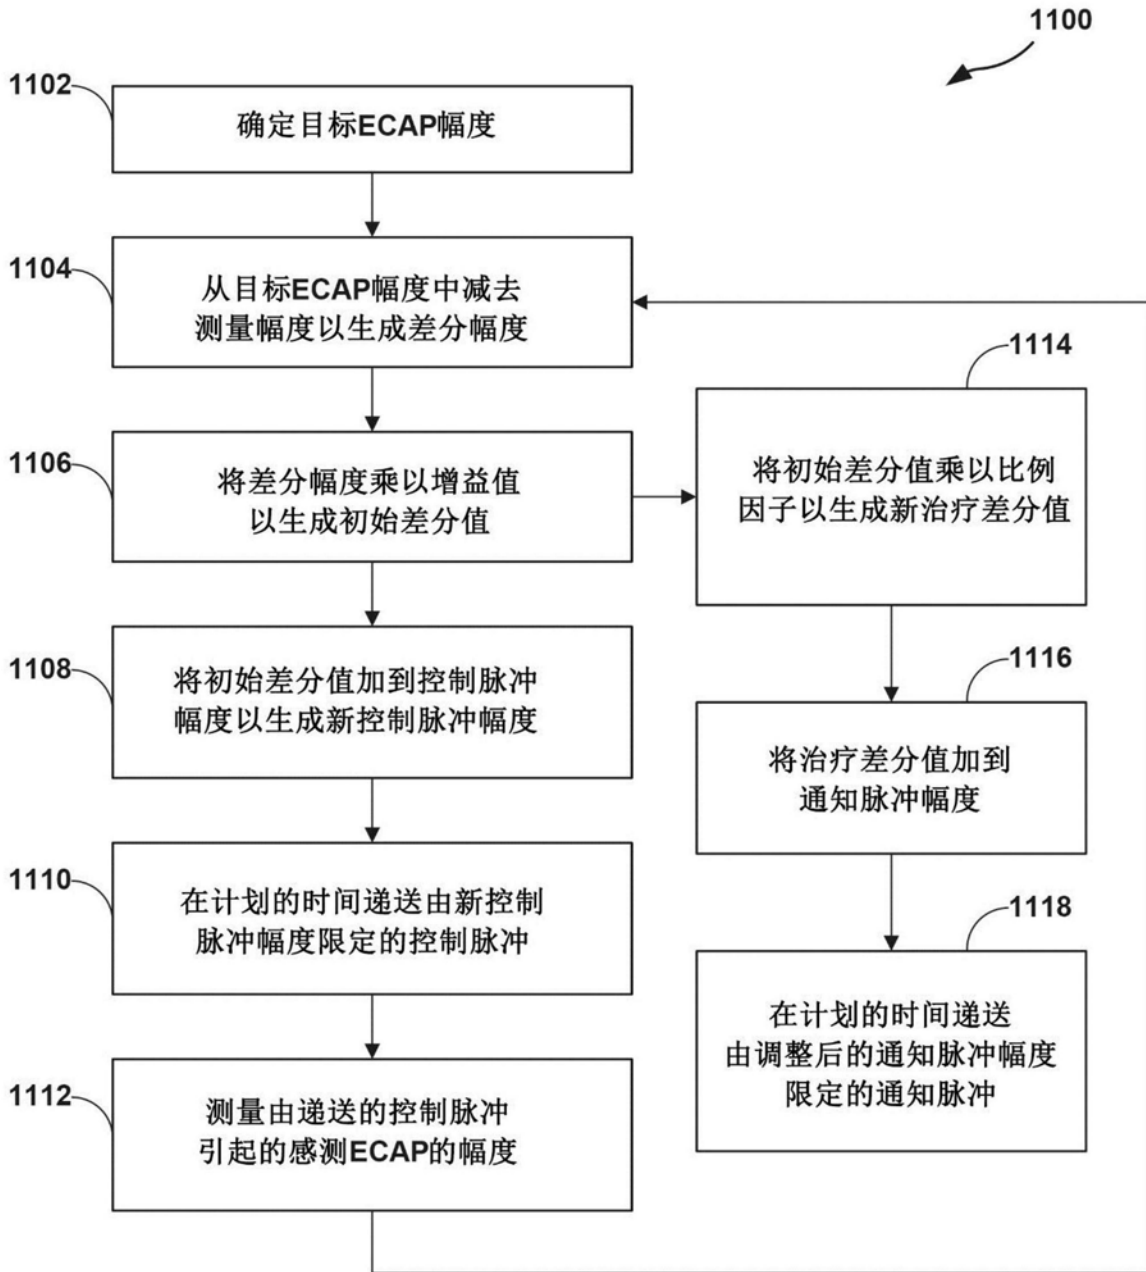 1100
1102
确定目标ECAP幅度
1104
从目标ECAP幅度中减去
测量幅度以生成差分幅度
1106
将差分幅度乘以增益值
以生成初始差分值
1108
将初始差分值加到控制脉冲
幅度以生成新控制脉冲幅度
1110
在计划的时间递送由新控制
脉冲幅度限定的控制脉冲
1112
测量由递送的控制脉冲
引起的感测ECAP的幅度
1114
将初始差分值乘以比例
因子以生成新治疗差分值
1116
将治疗差分值加到
通知脉冲幅度
1118
在计划的时间递送
由调整后的通知脉冲幅度
限定的通知脉冲